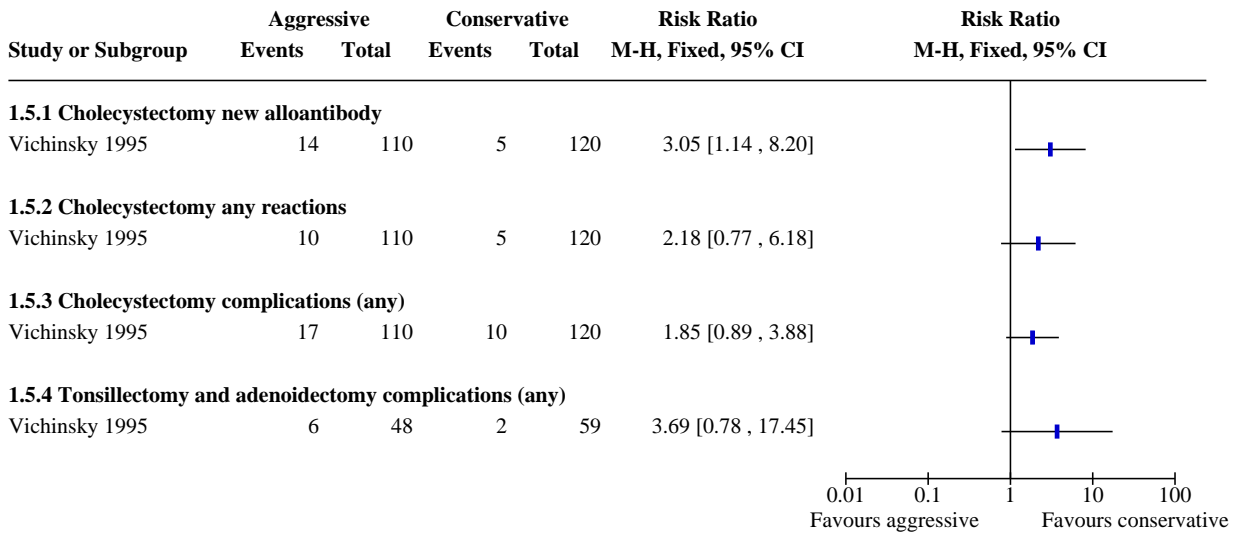 Aggressive Conservative Risk Ratio Risk Ratio
Study or Subgroup Events Total Events Total M-H, Fixed, 95% CI M-H, Fixed, 95% CI
1.5.1 Cholecystectomy new alloantibody
Vichinsky 1995 14 110 5 120 3.05 [1.14 , 8.20]
1.5.2 Cholecystectomy any reactions
Vichinsky 1995 10 110 5 120 2.18 [0.77 , 6.18]
1.5.3 Cholecystectomy complications (any)
Vichinsky 1995 17 110 10 120 1.85 [0.89 , 3.88]
1.5.4 Tonsillectomy and adenoidectomy complications (any)
Vichinsky 1995 6 48 2 59 3.69 [0.78 , 17.45]
0.01 0.1 1 10 100
Favours aggressive Favours conservative